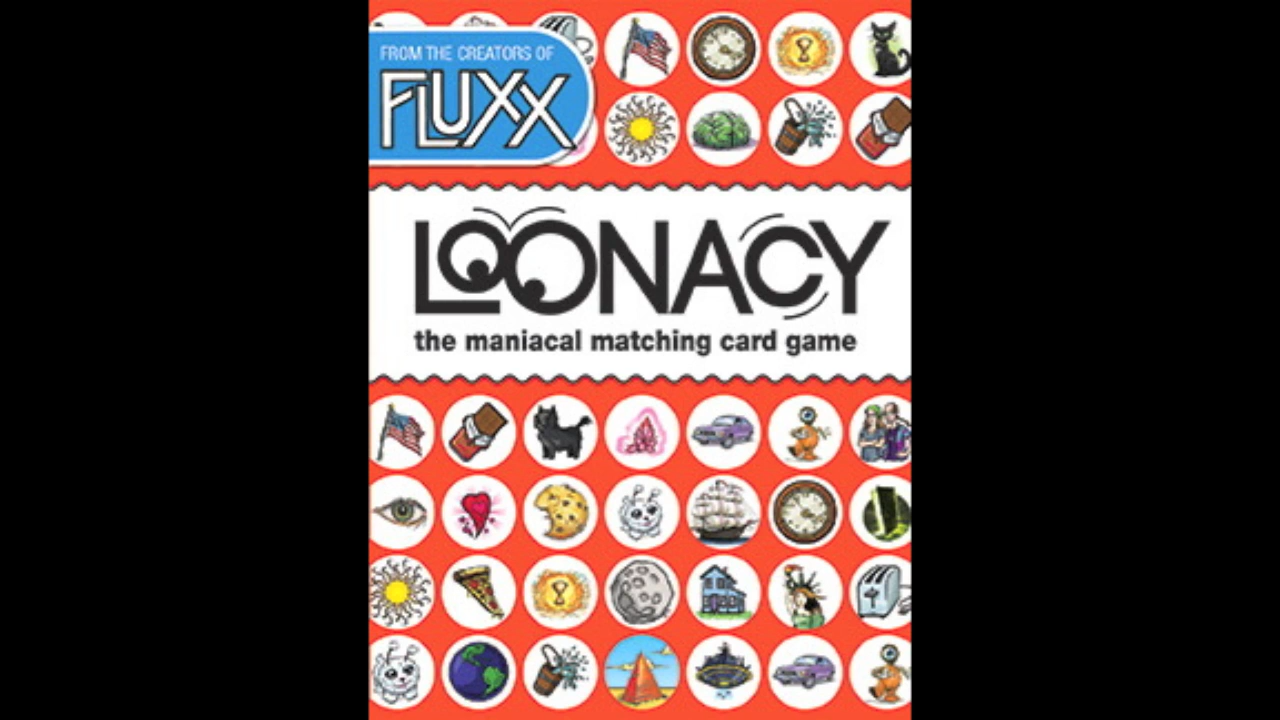 FROM THE CREATORS OF
FLUXX
LOONACY
the maniacal matching card game